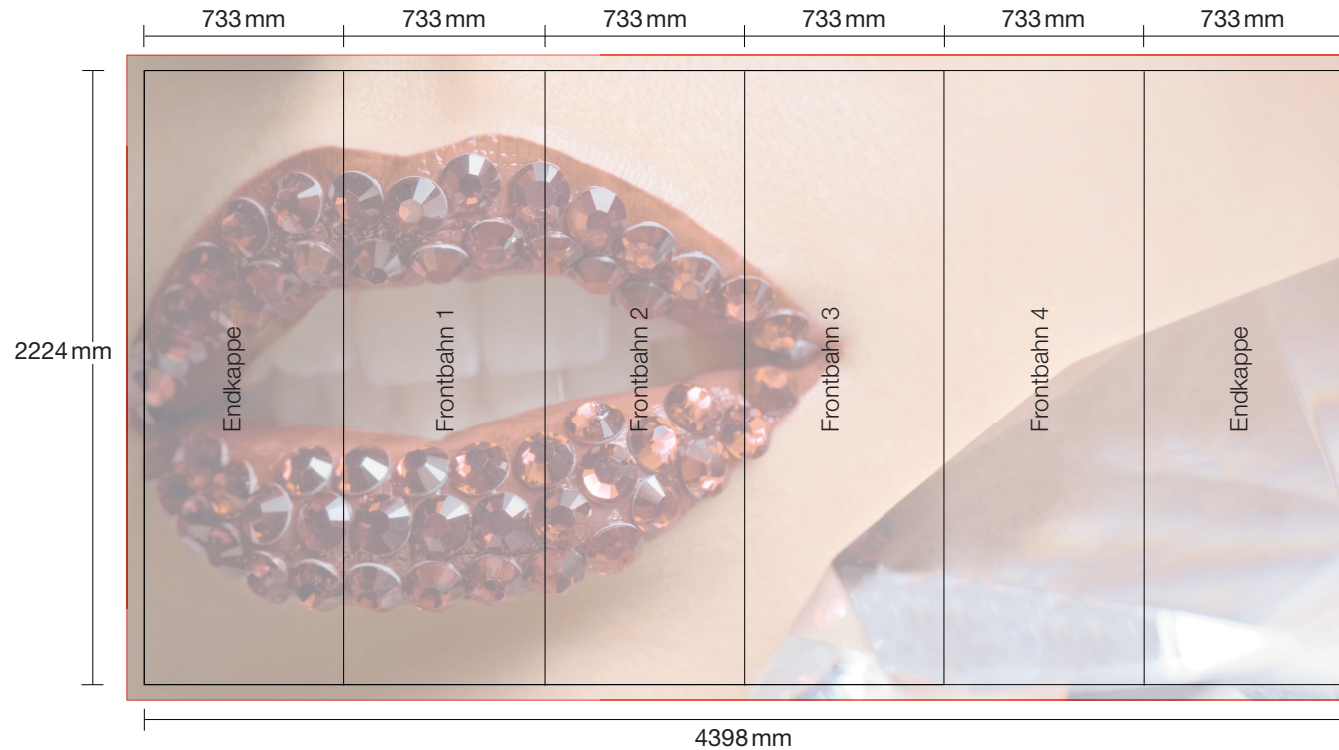 733 mm
733 mm
733 mm
733 mm
733 mm
733 mm
2224 mm
Endkappe
Frontbahn 1
Frontbahn 2
Frontbahn 3
Frontbahn 4
Endkappe
4398 mm